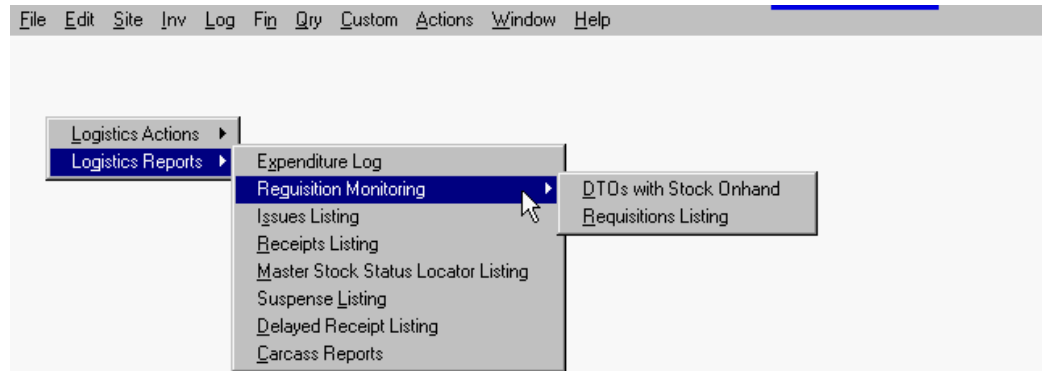 File Edit Site Inv Log Fin Qry Custom Actions Window Help
Logistics Actions
Logistics Reports
Expenditure Log
Reguisition Monitoring
Issues Listing
Receipts Listing
Master Stock Status Locator Listing
Suspense Listing
Delayed Receipt Listing
Carcass Reports
DTOs with Stock Onhand
Requisitions Listing